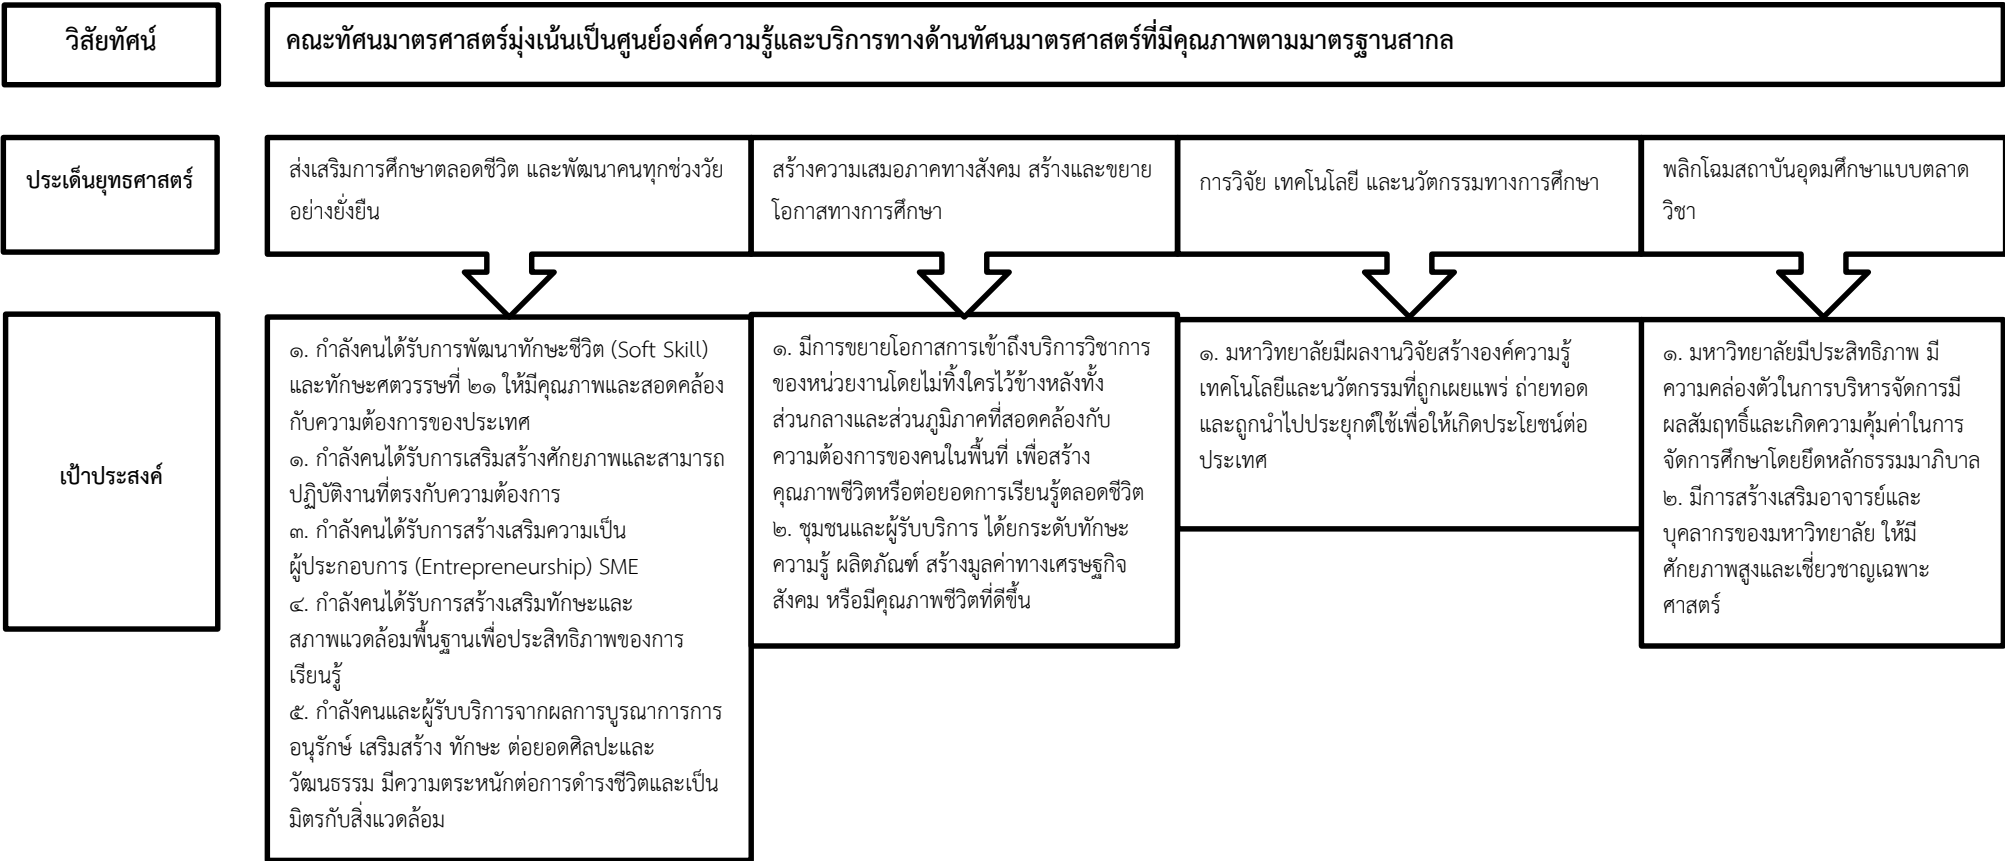 วิสัยทัศน์
คณะทัศนมาตรศาสตร์มุ่งเน้นเป็นศูนย์องค์ความรู้และบริการทางด้านทัศนมาตรศาสตร์ที่มีคุณภาพตามมาตรฐานสากล
ประเด็นยุทธศาสตร์
ส่งเสริมการศึกษาตลอดชีวิต และพัฒนาคนทุกช่วงวัย
อย่างยั่งยืน
สร้างความเสมอภาคทางสังคม สร้างและขยาย
โอกาสทางการศึกษา
การวิจัย เทคโนโลยี และนวัตกรรมทางการศึกษา
พลิกโฉมสถาบันอุดมศึกษาแบบตลาด
วิชา
เป้าประสงค์
๑. กำลังคนได้รับการพัฒนาทักษะชีวิต (Soft Skill)
และทักษะศตวรรษที่ ๒๑ ให้มีคุณภาพและสอดคล้อง
กับความต้องการของประเทศ
๑. กำลังคนได้รับการเสริมสร้างศักยภาพและสามารถ
ปฏิบัติงานที่ตรงกับความต้องการ
๓. กำลังคนได้รับการสร้างเสริมความเป็น
ผู้ประกอบการ (Entrepreneurship) SME
๔. กำลังคนได้รับการสร้างเสริมทักษะและ
สภาพแวดล้อมพื้นฐานเพื่อประสิทธิภาพของการ
เรียนรู้
๕. กำลังคนและผู้รับบริการจากผลการบูรณาการการ
อนุรักษ์ เสริมสร้าง ทักษะ ต่อยอดศิลปะและ
วัฒนธรรม มีความตระหนักต่อการดำรงชีวิตและเป็น
มิตรกับสิ่งแวดล้อม
๑. มีการขยายโอกาสการเข้าถึงบริการวิชาการ
ของหน่วยงานโดยไม่ทิ้งใครไว้ข้างหลังทั้ง
ส่วนกลางและส่วนภูมิภาคที่สอดคล้องกับ
ความต้องการของคนในพื้นที่ เพื่อสร้าง
คุณภาพชีวิตหรือต่อยอดการเรียนรู้ตลอดชีวิต
๒. ชุมชนและผู้รับบริการ ได้ยกระดับทักษะ
ความรู้ ผลิตภัณฑ์ สร้างมูลค่าทางเศรษฐกิจ
สังคม หรือมีคุณภาพชีวิตที่ดีขึ้น
๑. มหาวิทยาลัยมีผลงานวิจัยสร้างองค์ความรู้
เทคโนโลยีและนวัตกรรมที่ถูกเผยแพร่ ถ่ายทอด
และถูกนำไปประยุกต์ใช้เพื่อให้เกิดประโยชน์ต่อ
ประเทศ
๑. มหาวิทยาลัยมีประสิทธิภาพ มี
ความคล่องตัวในการบริหารจัดการมี
ผลสัมฤทธิ์และเกิดความคุ้มค่าในการ
จัดการศึกษาโดยยึดหลักธรรมมาภิบาล
๒. มีการสร้างเสริมอาจารย์และ
บุคลากรของมหาวิทยาลัย ให้มี
ศักยภาพสูงและเชี่ยวชาญเฉพาะ
ศาสตร์